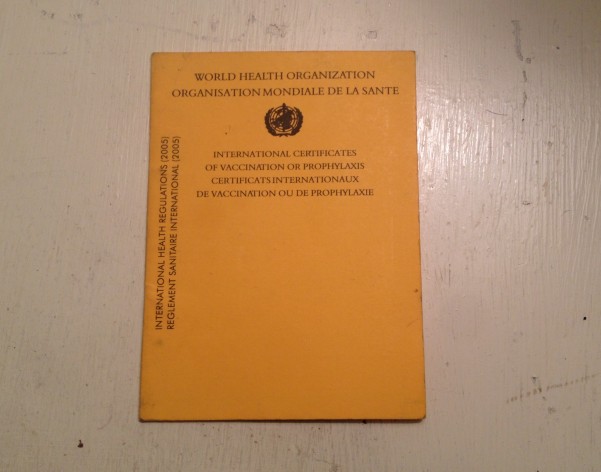 WORLD HEALTH ORGANIZATION
ORGANISATION MONDIALE DE LA SANTE
INTERNATIONAL CERTIFICATES
OF VACCINATION OR PROPHYLAXIS
CERTIFICATS INTERNATIONAUX
DE VACCINATION OU DE PROPHYLAXIE
INTERNATIONAL HEALTH REGULATIONS (2005)
REGLEMENT SANITAIRE INTERNATIONAL (2005)